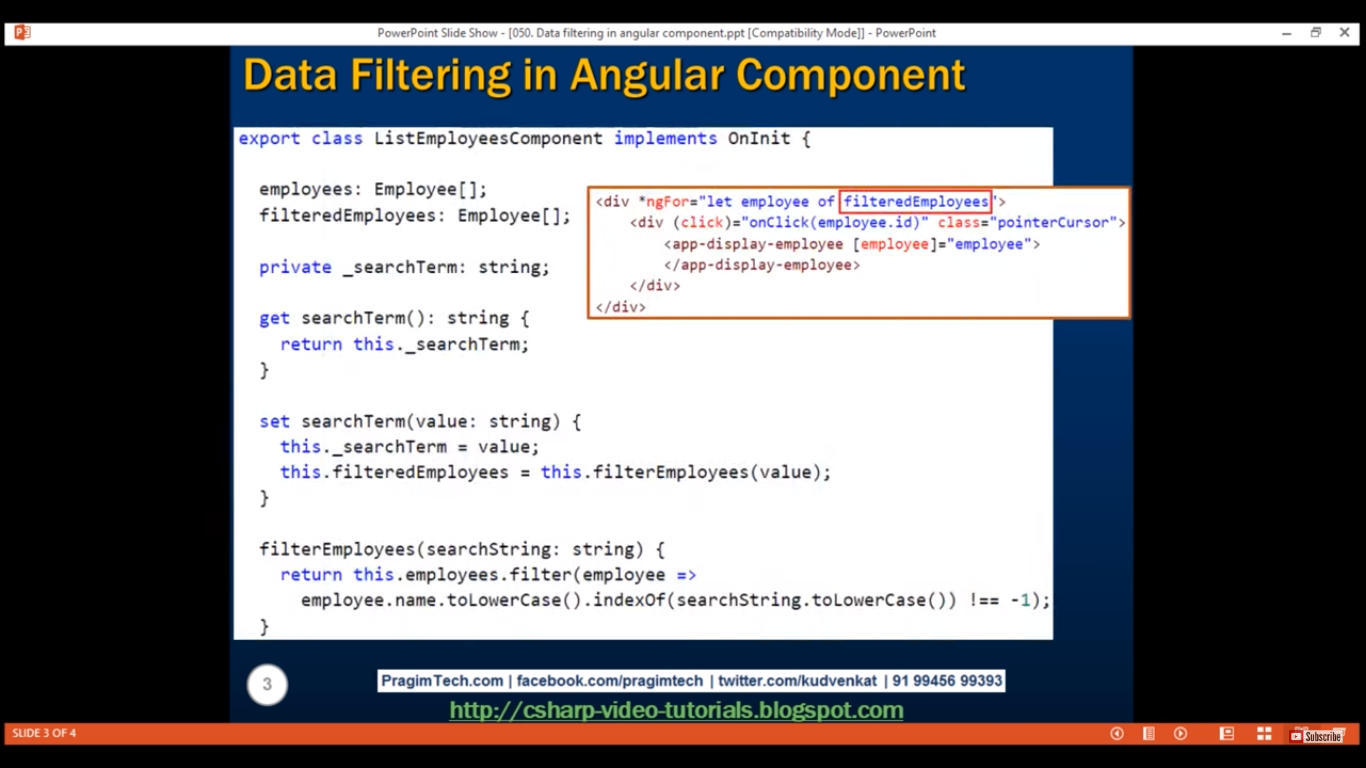 PowerPoint Slide Show - [050. Data filtering in angular component.ppt [Compatibility Mode]] - PowerPoint
Data Filtering in Angular Component
export class ListEmployeesComponent implements OnInit {
employees: Employee[];
filteredEmployees: Employee[];
private _searchTerm: string;
get searchTerm(): string {
return this._searchTerm;
}
set searchTerm(value: string) {
this._searchTerm = value;
this.filteredEmployees = this.filterEmployees(value);
}
filterEmployees(searchString: string) {
return this.employees.filter(employee =>
employee.name.toLowerCase().indexOf(searchString.toLowerCase()) !== -1);
}
<div *ngFor="let employee of filteredEmployees">
<div (click)="onClick(employee.id)" class="pointerCursor">
<app-display-employee [employee]="employee">
</app-display-employee>
</div>
</div>
3
PragimTech.com | facebook.com/pragimtech | twitter.com/kudvenkat | 91 99456 99393
http://csharp-video-tutorials.blogspot.com
SLIDE 3 OF 4
Subscribe